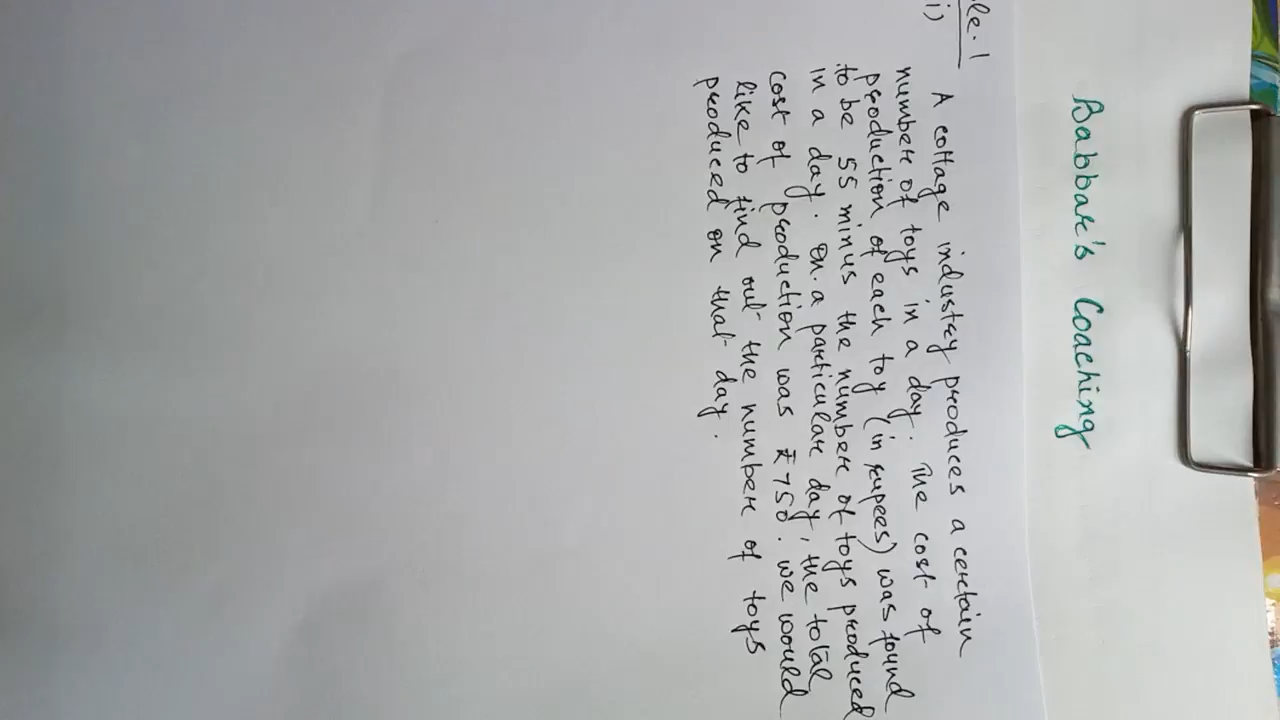 Babbar's Coaching
ple. 1
i)
A cottage industry produces a certain
number of toys in a day. The cost of
production of each toy (in rupees) was found
to be 55 minus the number of toys produced
in a day. on a particular day, the total
cost of production was ₹750. we would
like to find out the number of toys
produced on that day.